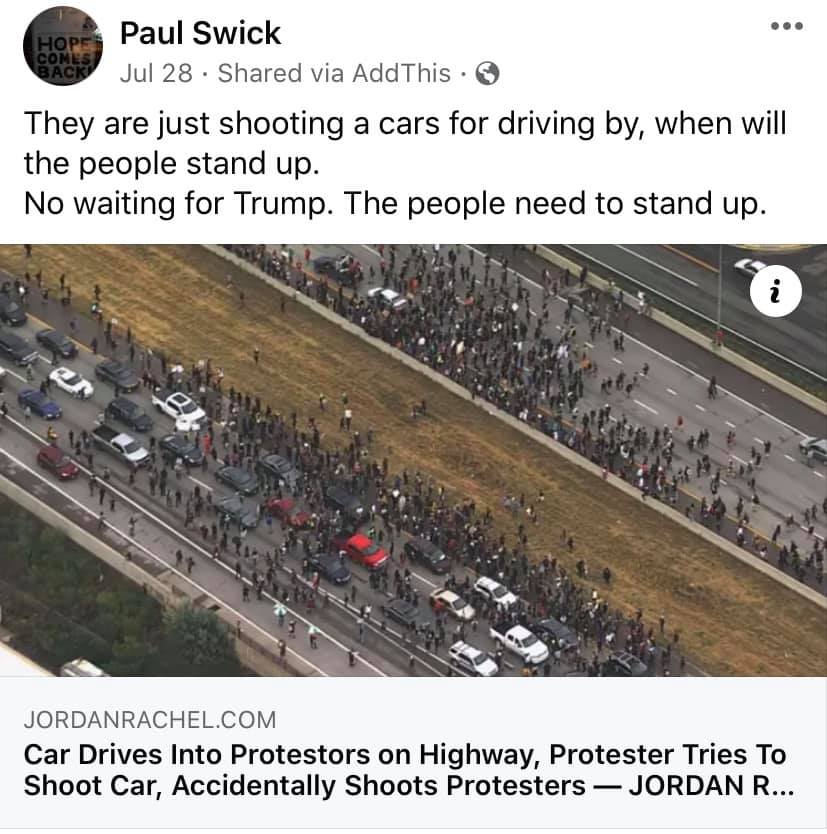 HOPE
COMES
BACK!
Paul Swick
Jul 28 · Shared via AddThis ·
They are just shooting a cars for driving by, when will
the people stand up.
No waiting for Trump. The people need to stand up.
i
JORDANRACHEL.COM
Car Drives Into Protestors on Highway, Protester Tries To
Shoot Car, Accidentally Shoots Protesters — JORDAN R...